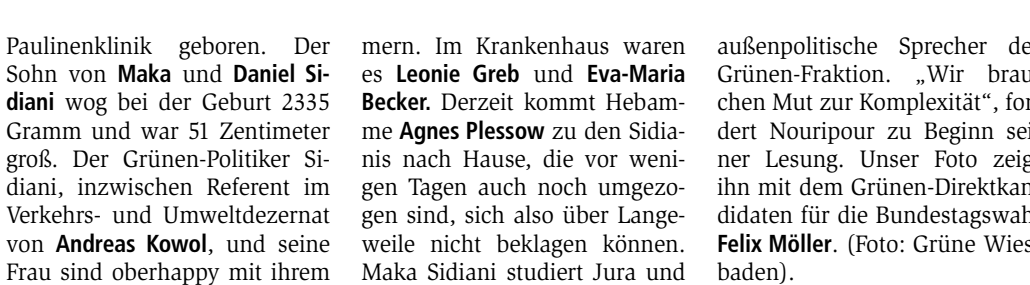 Paulinenklinik geboren. Der
Sohn von Maka und Daniel Si-
diani wog bei der Geburt 2335
Gramm und war 51 Zentimeter
groß. Der Grünen-Politiker Si-
diani, inzwischen Referent im
Verkehrs- und Umweltdezernat
von Andreas Kowol, und seine
Frau sind oberhappy mit ihrem
mern. Im Krankenhaus waren
es Leonie Greb und Eva-Maria
Becker. Derzeit kommt Hebam-
me Agnes Plessow zu den Sidia-
nis nach Hause, die vor weni-
gen Tagen auch noch umgezo-
gen sind, sich also über Lange-
weile nicht beklagen können.
Maka Sidiani studiert Jura und
außenpolitische Sprecher de
Grünen-Fraktion. „Wir brau
chen Mut zur Komplexität“, for
dert Nouripour zu Beginn sei
ner Lesung. Unser Foto zeig
ihn mit dem Grünen-Direktkan
didaten für die Bundestagswah
Felix Möller. (Foto: Grüne Wies
baden).